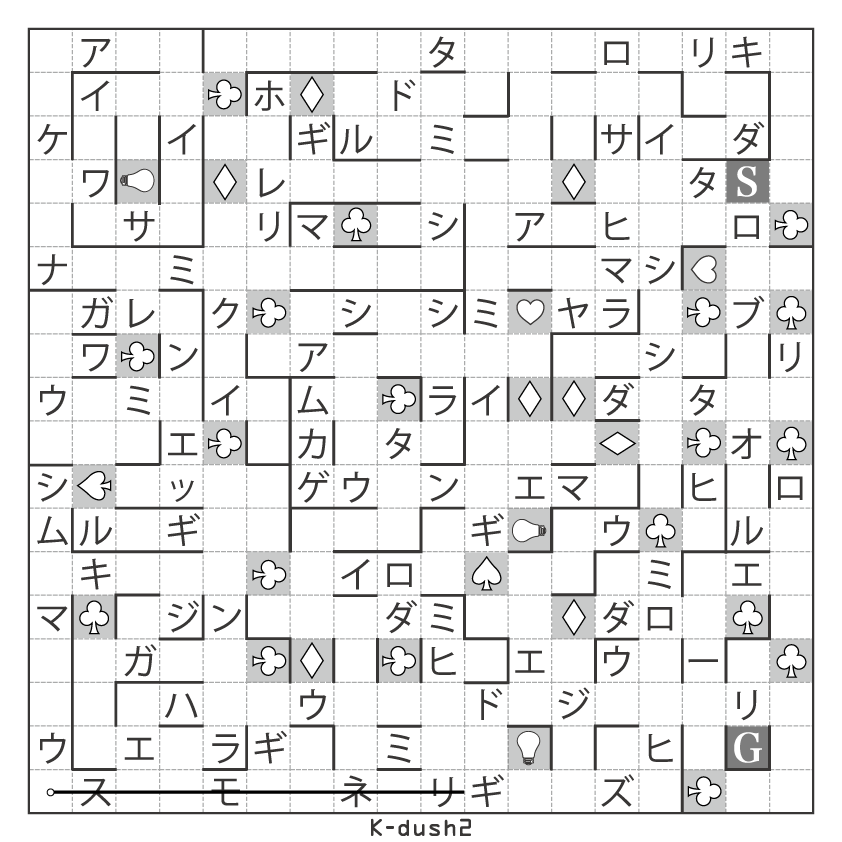 アタロリキ
イホド
ケイギルミサイダ
ワレタS
サリマシアヒロ
ナミマシ
ガレクシシミヤラブ
ワンアシリ
ウミイムライダタ
エカタオ
シッゲウンエマヒロ
ムルギギウル
キイロミエ
マジンダミダロ
ガヒエウー
ハウドジリ
ウエラギミヒG
スモネリギズ
K-dush2